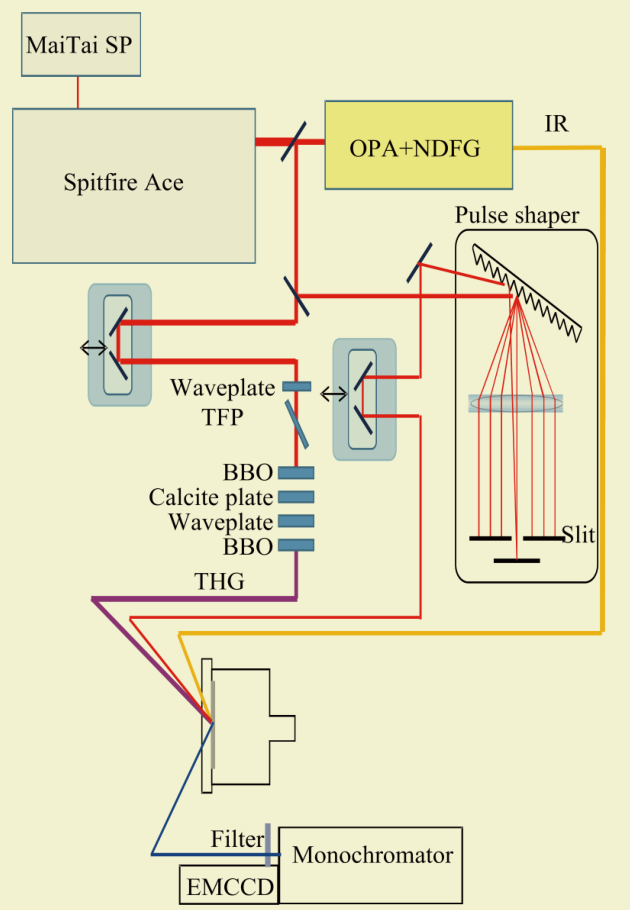 MaiTai SP
Spitfire Ace
OPA+NDFG
IR
Pulse shaper
Waveplate
TFP
BBO
Calcite plate
Waveplate
BBO
Slit
THG
Filter
Monochromator
EMCCD